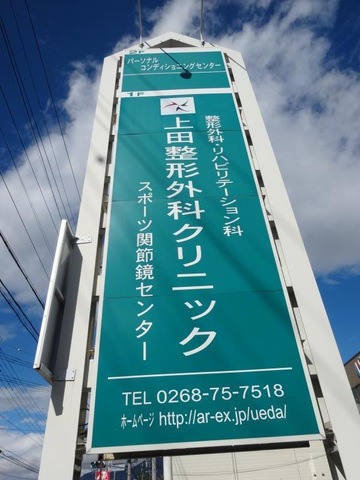 2F
パーソナル
コンディショニングセンター
1F
整形外科・リハビリテーション科
上田整形外科クリニック
スポーツ関節鏡センター
TEL 0268-75-7518
ホームページ http://ar-ex.jp/ueda/